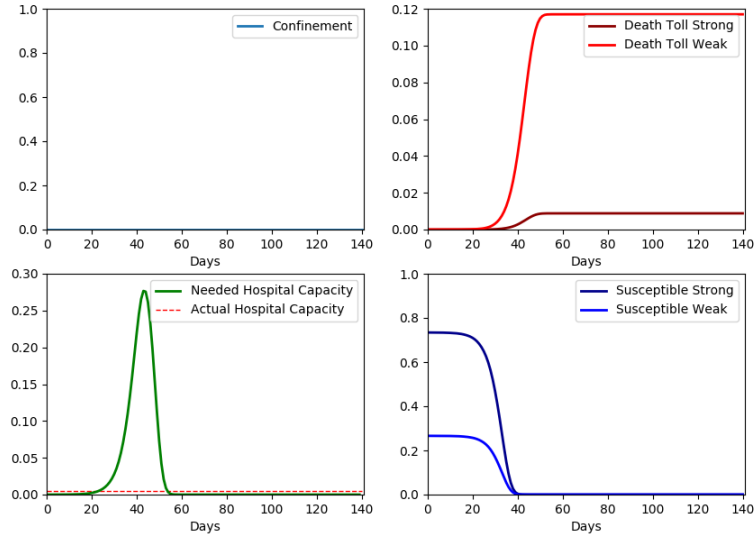 1.0
0.8
0.6
0.4
0.2
0.0
0 20 40 60 80 100 120 140
Days
Confinement
0.12
0.10
0.08
0.06
0.04
0.02
0.00
0 20 40 60 80 100 120 140
Days
Death Toll Strong
Death Toll Weak
0.30
0.25
0.20
0.15
0.10
0.05
0.00
0 20 40 60 80 100 120 140
Days
Needed Hospital Capacity
Actual Hospital Capacity
1.0
0.8
0.6
0.4
0.2
0.0
0 20 40 60 80 100 120 140
Days
Susceptible Strong
Susceptible Weak